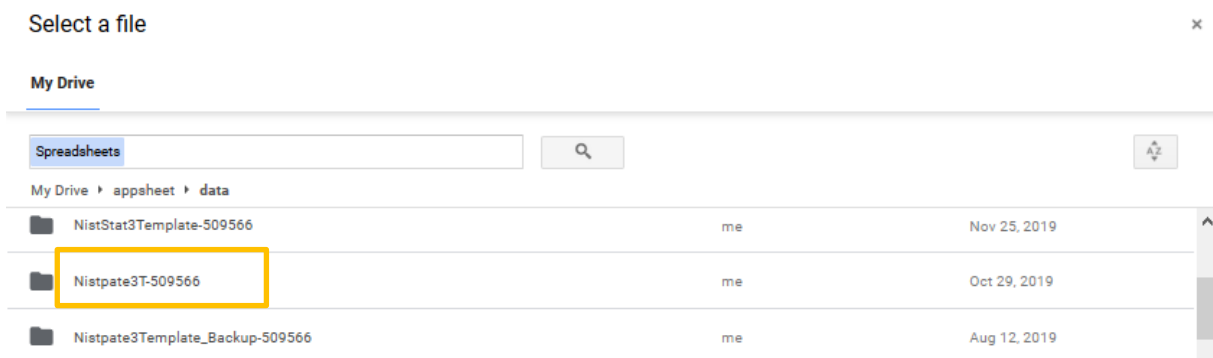 Select a file
×
My Drive
Spreadsheets
AZ
My Drive appsheet data
NistStat3Template-509566 me Nov 25, 2019
Nistpate3T-509566 me Oct 29, 2019
Nistpate3Template_Backup-509566 me Aug 12, 2019